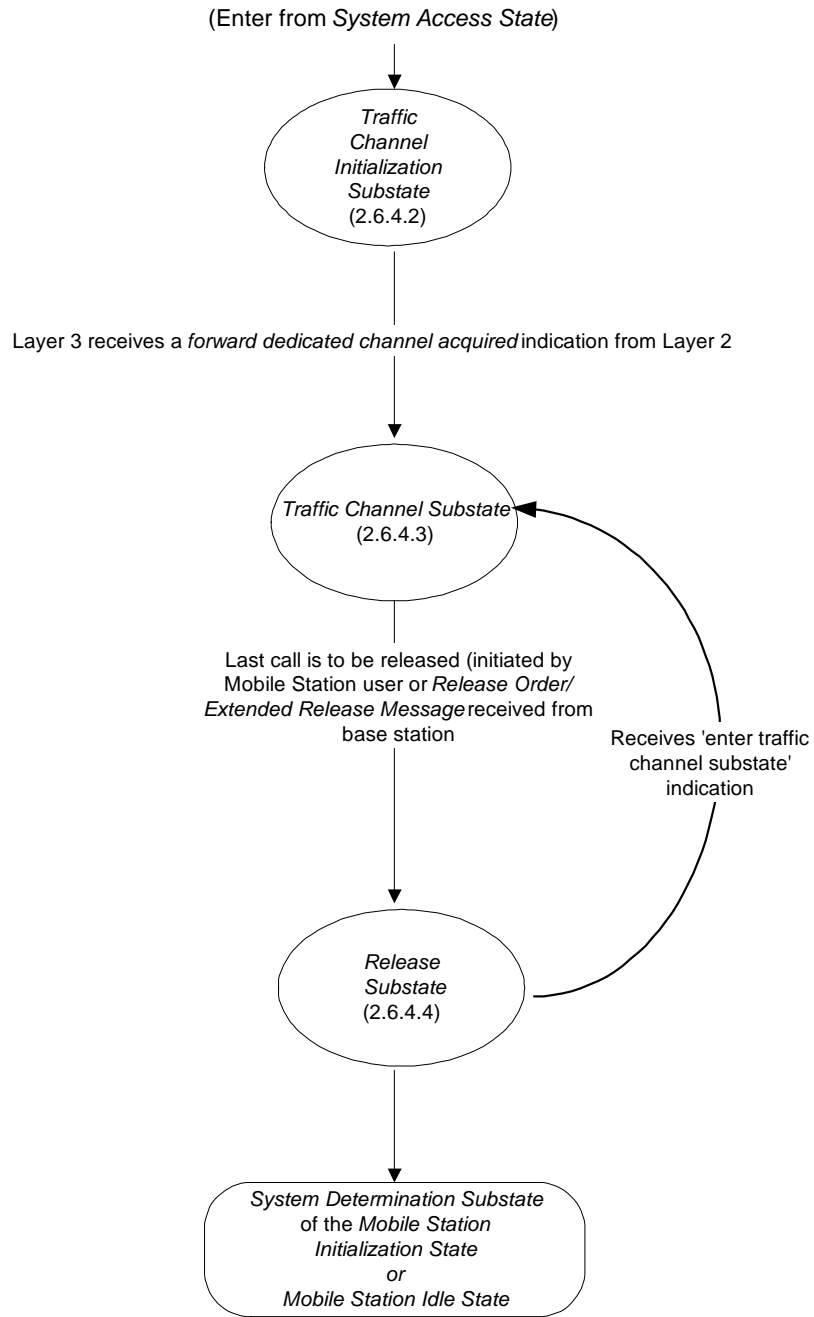 (Enter from System Access State)
Traffic
Channel
Initialization
Substate
(2.6.4.2)
Layer 3 receives a forward dedicated channel acquired indication from Layer 2
Traffic Channel Substate
(2.6.4.3)
Last call is to be released (initiated by
Mobile Station user or Release Order/
Extended Release Message received from
base station
Receives 'enter traffic
channel substate'
indication
Release
Substate
(2.6.4.4)
System Determination Substate
of the Mobile Station
Initialization State
or
Mobile Station Idle State